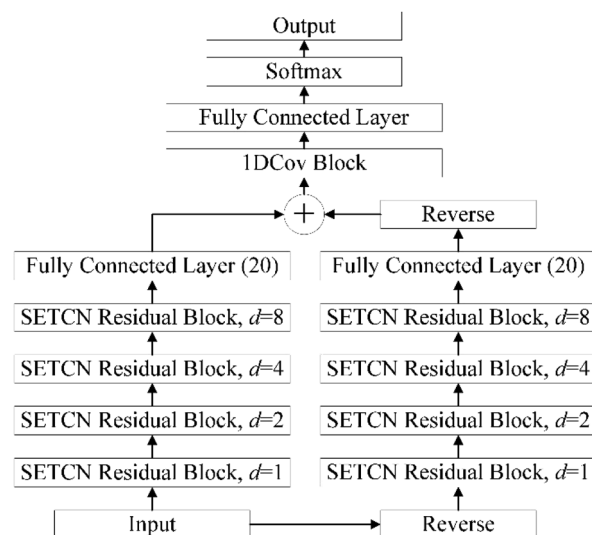 Output
Softmax
Fully Connected Layer
1DCov Block
+
Reverse
Fully Connected Layer (20)
Fully Connected Layer (20)
SETCN Residual Block, d=8
SETCN Residual Block, d=8
SETCN Residual Block, d=4
SETCN Residual Block, d=4
SETCN Residual Block, d=2
SETCN Residual Block, d=2
SETCN Residual Block, d=1
SETCN Residual Block, d=1
Input
Reverse